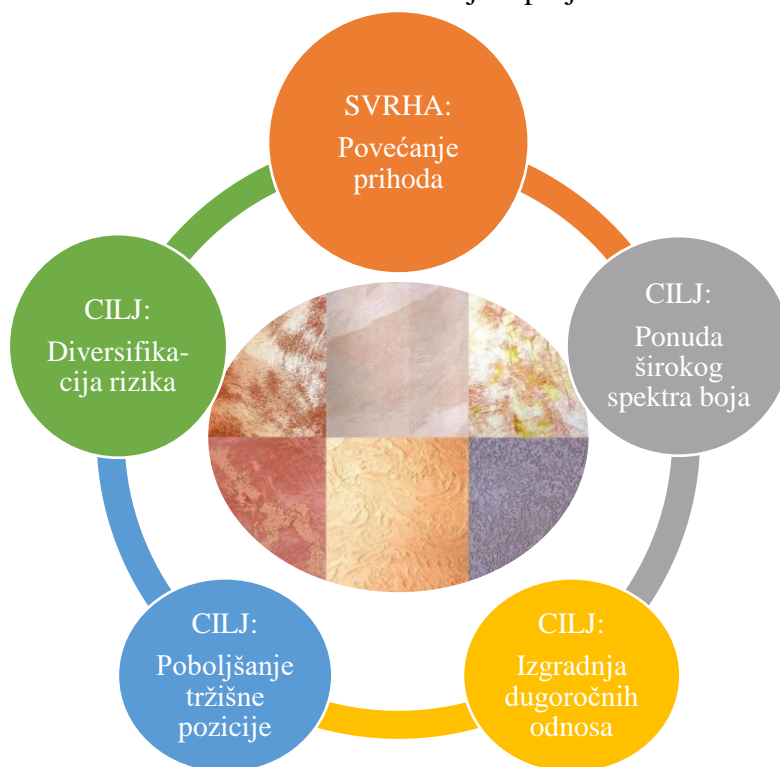 SVRHA:
Povećanje
prihoda
CILJ:
Ponuda
širokog
spektra boja
CILJ:
Izgradnja
dugoročnih
odnosa
CILJ:
Poboljšanje
tržišne
pozicije
CILJ:
Diversifika-
cija rizika